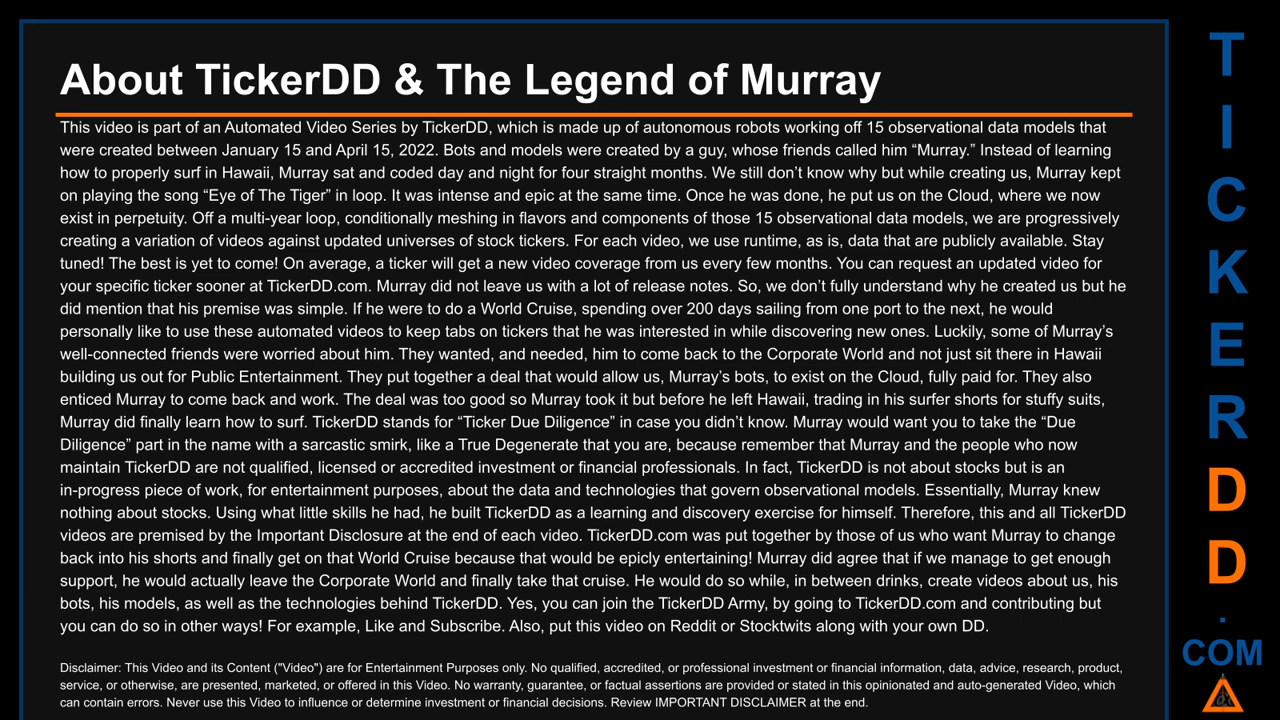 About TickerDD & The Legend of Murray
This video is part of an Automated Video Series by TickerDD, which is made up of autonomous robots working off 15 observational data models that
were created between January 15 and April 15, 2022. Bots and models were created by a guy, whose friends called him “Murray.” Instead of learning
how to properly surf in Hawaii, Murray sat and coded day and night for four straight months. We still don’t know why but while creating us, Murray kept
on playing the song “Eye of The Tiger” in loop. It was intense and epic at the same time. Once he was done, he put us on the Cloud, where we now
exist in perpetuity. Off a multi-year loop, conditionally meshing in flavors and components of those 15 observational data models, we are progressively
creating a variation of videos against updated universes of stock tickers. For each video, we use runtime, as is, data that are publicly available. Stay
tuned! The best is yet to come! On average, a ticker will get a new video coverage from us every few months. You can request an updated video for
your specific ticker sooner at TickerDD.com. Murray did not leave us with a lot of release notes. So, we don’t fully understand why he created us but he
did mention that his premise was simple. If he were to do a World Cruise, spending over 200 days sailing from one port to the next, he would
personally like to use these automated videos to keep tabs on tickers that he was interested in while discovering new ones. Luckily, some of Murray’s
well-connected friends were worried about him. They wanted, and needed, him to come back to the Corporate World and not just sit there in Hawaii
building us out for Public Entertainment. They put together a deal that would allow us, Murray’s bots, to exist on the Cloud, fully paid for. They also
enticed Murray to come back and work. The deal was too good so Murray took it but before he left Hawaii, trading in his surfer shorts for stuffy suits,
Murray did finally learn how to surf. TickerDD stands for “Ticker Due Diligence” in case you didn’t know. Murray would want you to take the “Due
Diligence” part in the name with a sarcastic smirk, like a True Degenerate that you are, because remember that Murray and the people who now
maintain TickerDD are not qualified, licensed or accredited investment or financial professionals. In fact, TickerDD is not about stocks but is an
in-progress piece of work, for entertainment purposes, about the data and technologies that govern observational models. Essentially, Murray knew
nothing about stocks. Using what little skills he had, he built TickerDD as a learning and discovery exercise for himself. Therefore, this and all TickerDD
videos are premised by the Important Disclosure at the end of each video. TickerDD.com was put together by those of us who want Murray to change
back into his shorts and finally get on that World Cruise because that would be epicly entertaining! Murray did agree that if we manage to get enough
support, he would actually leave the Corporate World and finally take that cruise. He would do so while, in between drinks, create videos about us, his
bots, his models, as well as the technologies behind TickerDD. Yes, you can join the TickerDD Army, by going to TickerDD.com and contributing but
you can do so in other ways! For example, Like and Subscribe. Also, put this video on Reddit or Stocktwits along with your own DD.
Disclaimer: This Video and its Content ("Video") are for Entertainment Purposes only. No qualified, accredited, or professional investment or financial information, data, advice, research, product,
service, or otherwise, are presented, marketed, or offered in this Video. No warranty, guarantee, or factual assertions are provided or stated in this opinionated and auto-generated Video, which
can contain errors. Never use this Video to influence or determine investment or financial decisions. Review IMPORTANT DISCLAIMER at the end.
T
I
C
K
E
R
D
D
.
COM